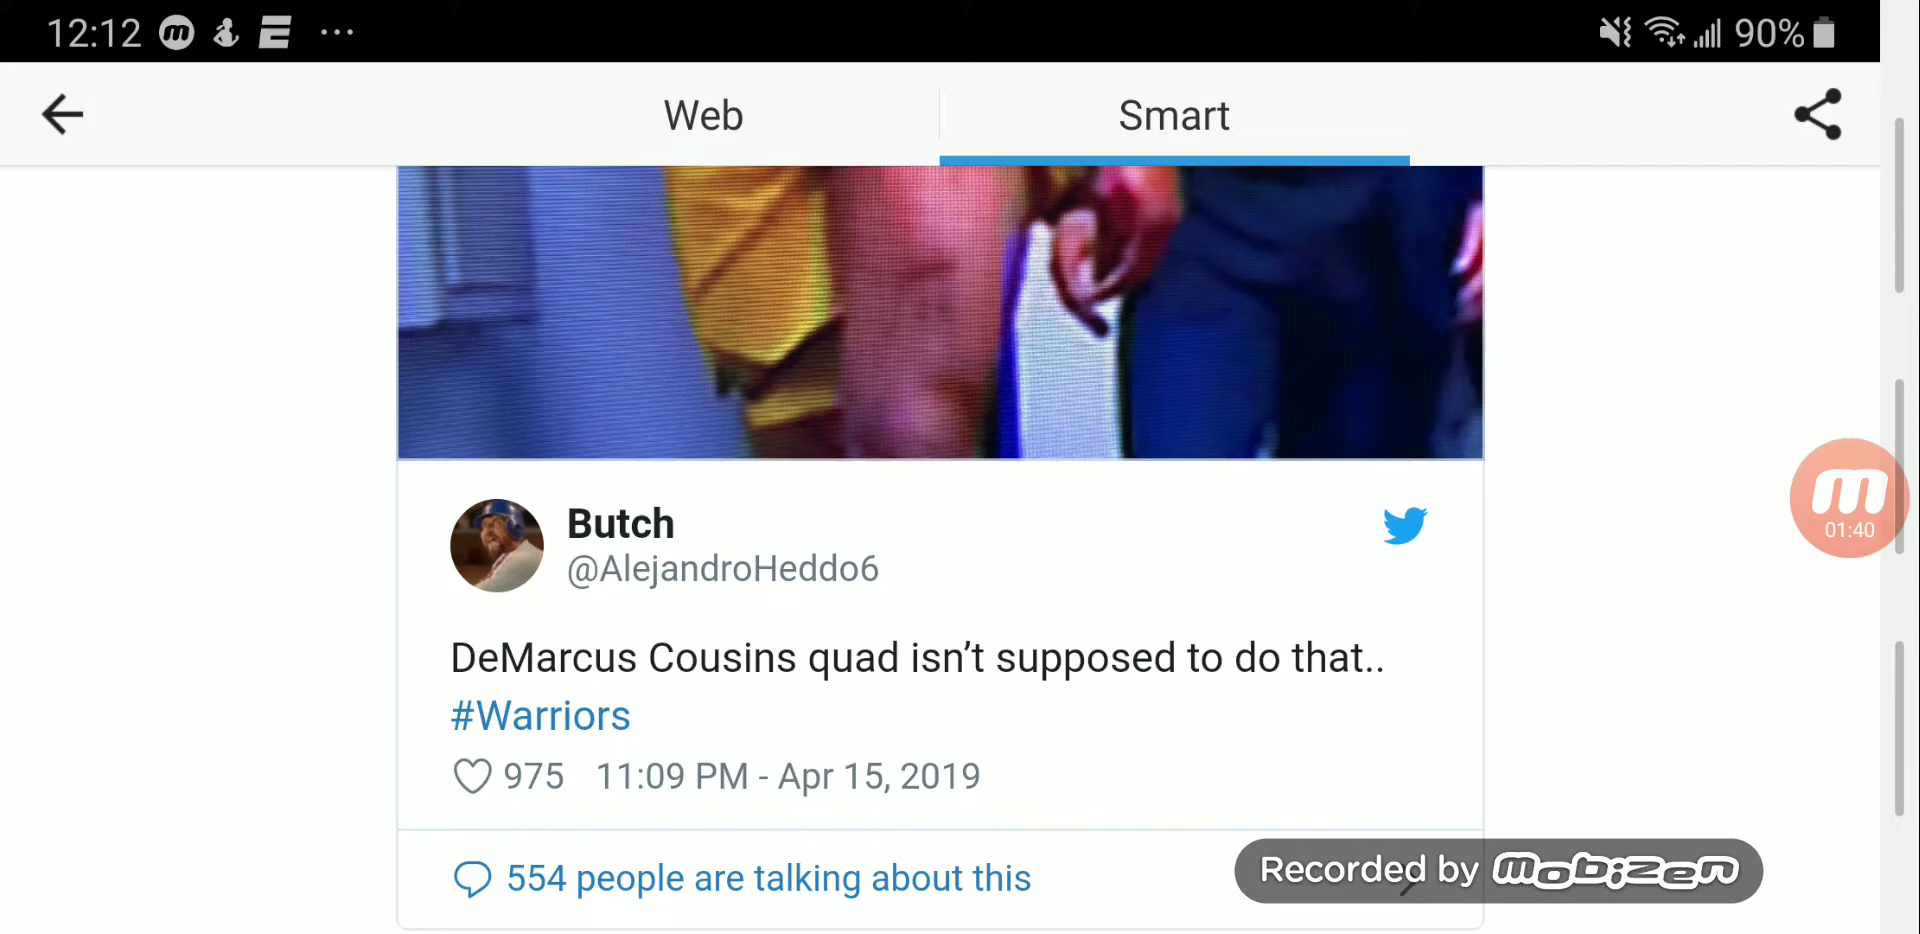 12:12 90%
Web Smart
Butch
@AlejandroHeddo6
DeMarcus Cousins quad isn’t supposed to do that..
#Warriors
975 11:09 PM - Apr 15, 2019
554 people are talking about this
Recorded by mobizen
01:40